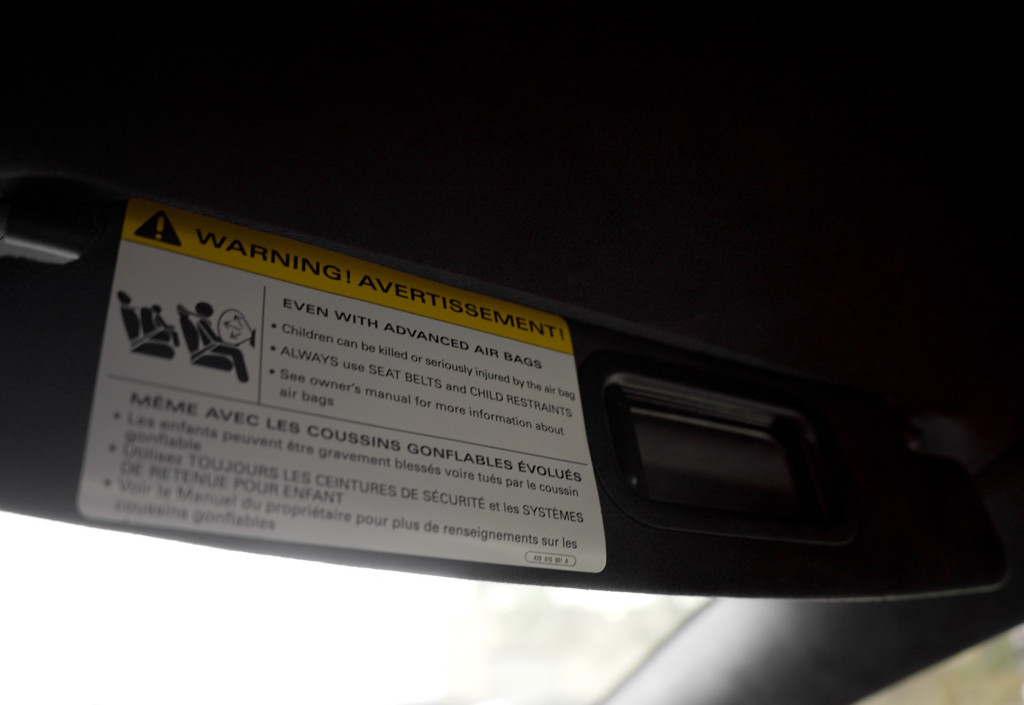 WARNING! AVERTISSEMENT!
EVEN WITH ADVANCED AIR BAGS
• Children can be killed or seriously injured by the air bag
• ALWAYS use SEAT BELTS and CHILD RESTRAINTS
• See owner's manual for more information about
air bags
MÊME AVEC LES COUSSINS GONFLABLES ÉVOLUÉS
• Les enfants peuvent être gravement blessés voire tués par le coussin
gonflable
• Utilisez TOUJOURS LES CEINTURES DE SÉCURITÉ et les SYSTÈMES
DE RETENUE POUR ENFANT
• Voir le Manuel du propriétaire pour plus de renseignements sur les
coussins gonflables